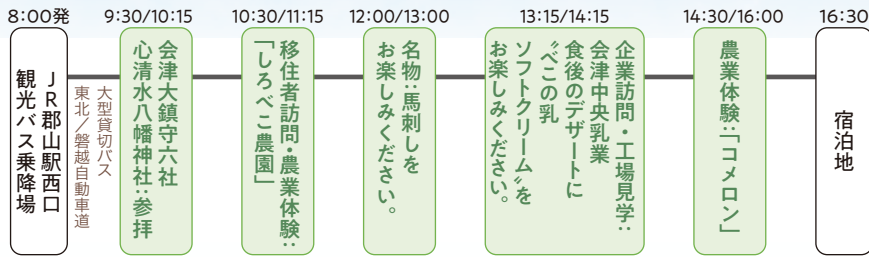 8:00発
JR郡山駅西口
観光バス乗降場
大型貸切バス
東北／磐越自動車道
9:30/10:15
会津大鎮守六社
心清水八幡神社：参拝
10:30/11:15
移住者訪問・農業体験：
「しろべこ農園」
12:00/13:00
名物：馬刺しを
お楽しみください。
13:15/14:15
企業訪問・工場見学：
会津中央乳業
食後のデザートに
〝べこの乳
ソフトクリーム〟を
お楽しみください。
14:30/16:00
農業体験：「コメロン」
16:30
宿泊地